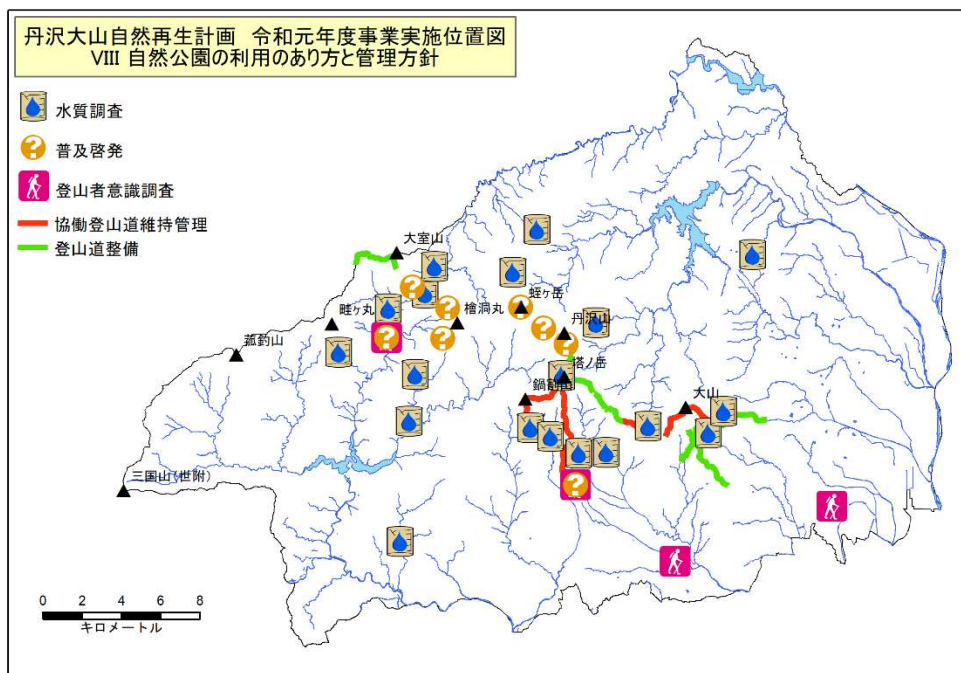 丹沢大山自然再生計画 令和元年度事業実施位置図
VIII 自然公園の利用のあり方と管理方針
水質調査
普及啓発
登山者意識調査
協働登山道維持管理
登山道整備
大室山
蛭ヶ岳
畦ヶ丸
檜洞丸
丹沢山
菰釣山
塔ノ岳
鍋割山
大山
三国山(世附)
0 2 4 6 8
キロメートル